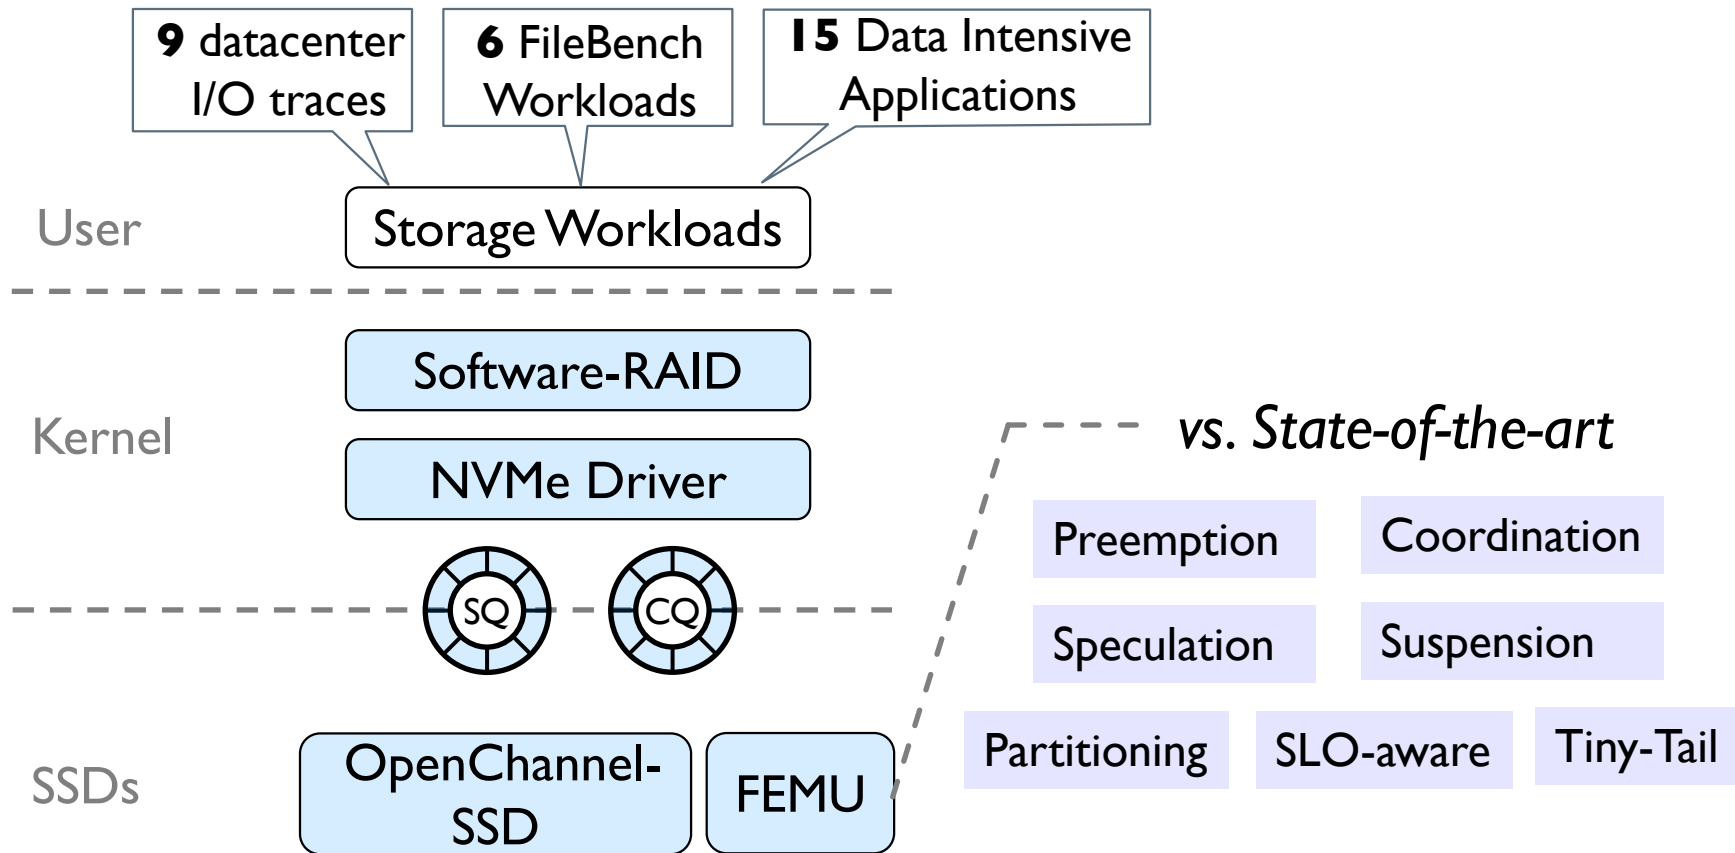 9 datacenter
I/O traces
6 FileBench
Workloads
15 Data Intensive
Applications
User
Storage Workloads
Kernel
Software-RAID
NVMe Driver
vs. State-of-the-art
Preemption
Coordination
SQ
CQ
Speculation
Suspension
Partitioning
SLO-aware
Tiny-Tail
SSDs
OpenChannel-
SSD
FEMU